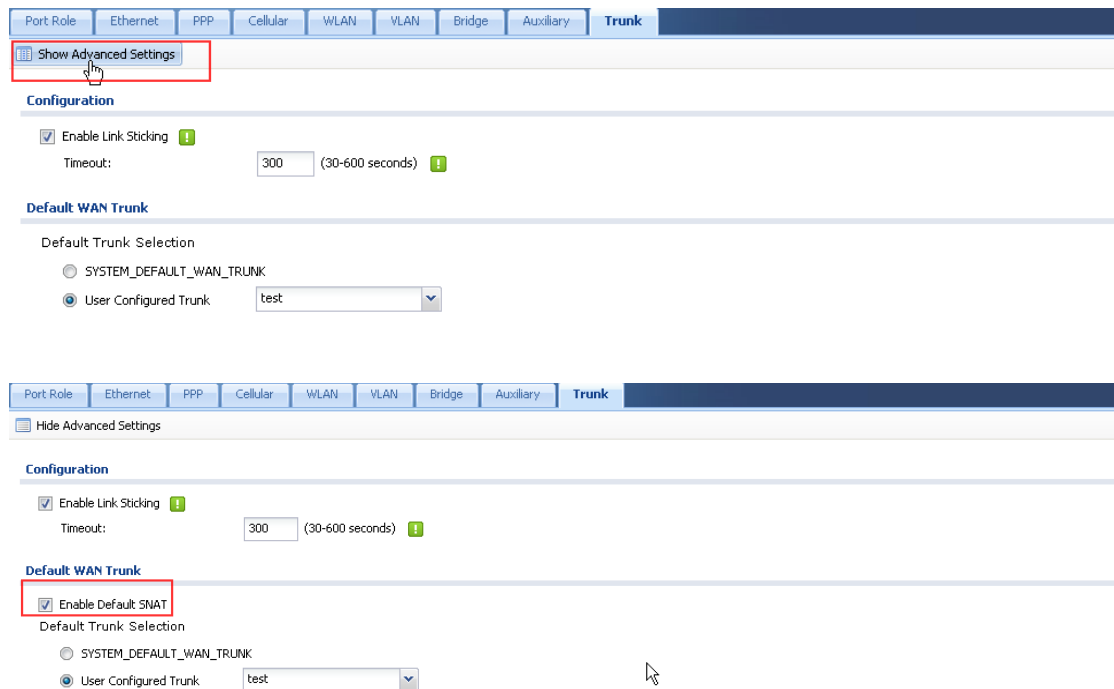 Port Role Ethernet PPP Cellular WLAN VLAN Bridge Auxiliary Trunk
Show Advanced Settings
Configuration
Enable Link Sticking
Timeout: 300 (30-600 seconds)
Default WAN Trunk
Default Trunk Selection
SYSTEM_DEFAULT_WAN_TRUNK
User Configured Trunk test
Port Role Ethernet PPP Cellular WLAN VLAN Bridge Auxiliary Trunk
Hide Advanced Settings
Configuration
Enable Link Sticking
Timeout: 300 (30-600 seconds)
Default WAN Trunk
Enable Default SNAT
Default Trunk Selection
SYSTEM_DEFAULT_WAN_TRUNK
User Configured Trunk test